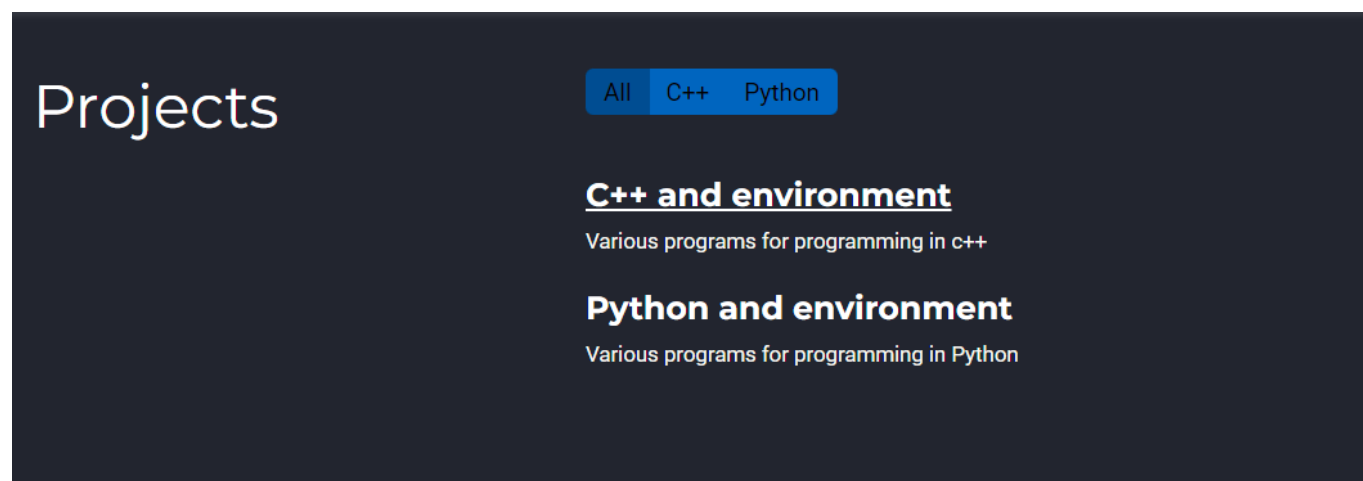 Projects
All C++ Python
C++ and environment
Various programs for programming in c++
Python and environment
Various programs for programming in Python